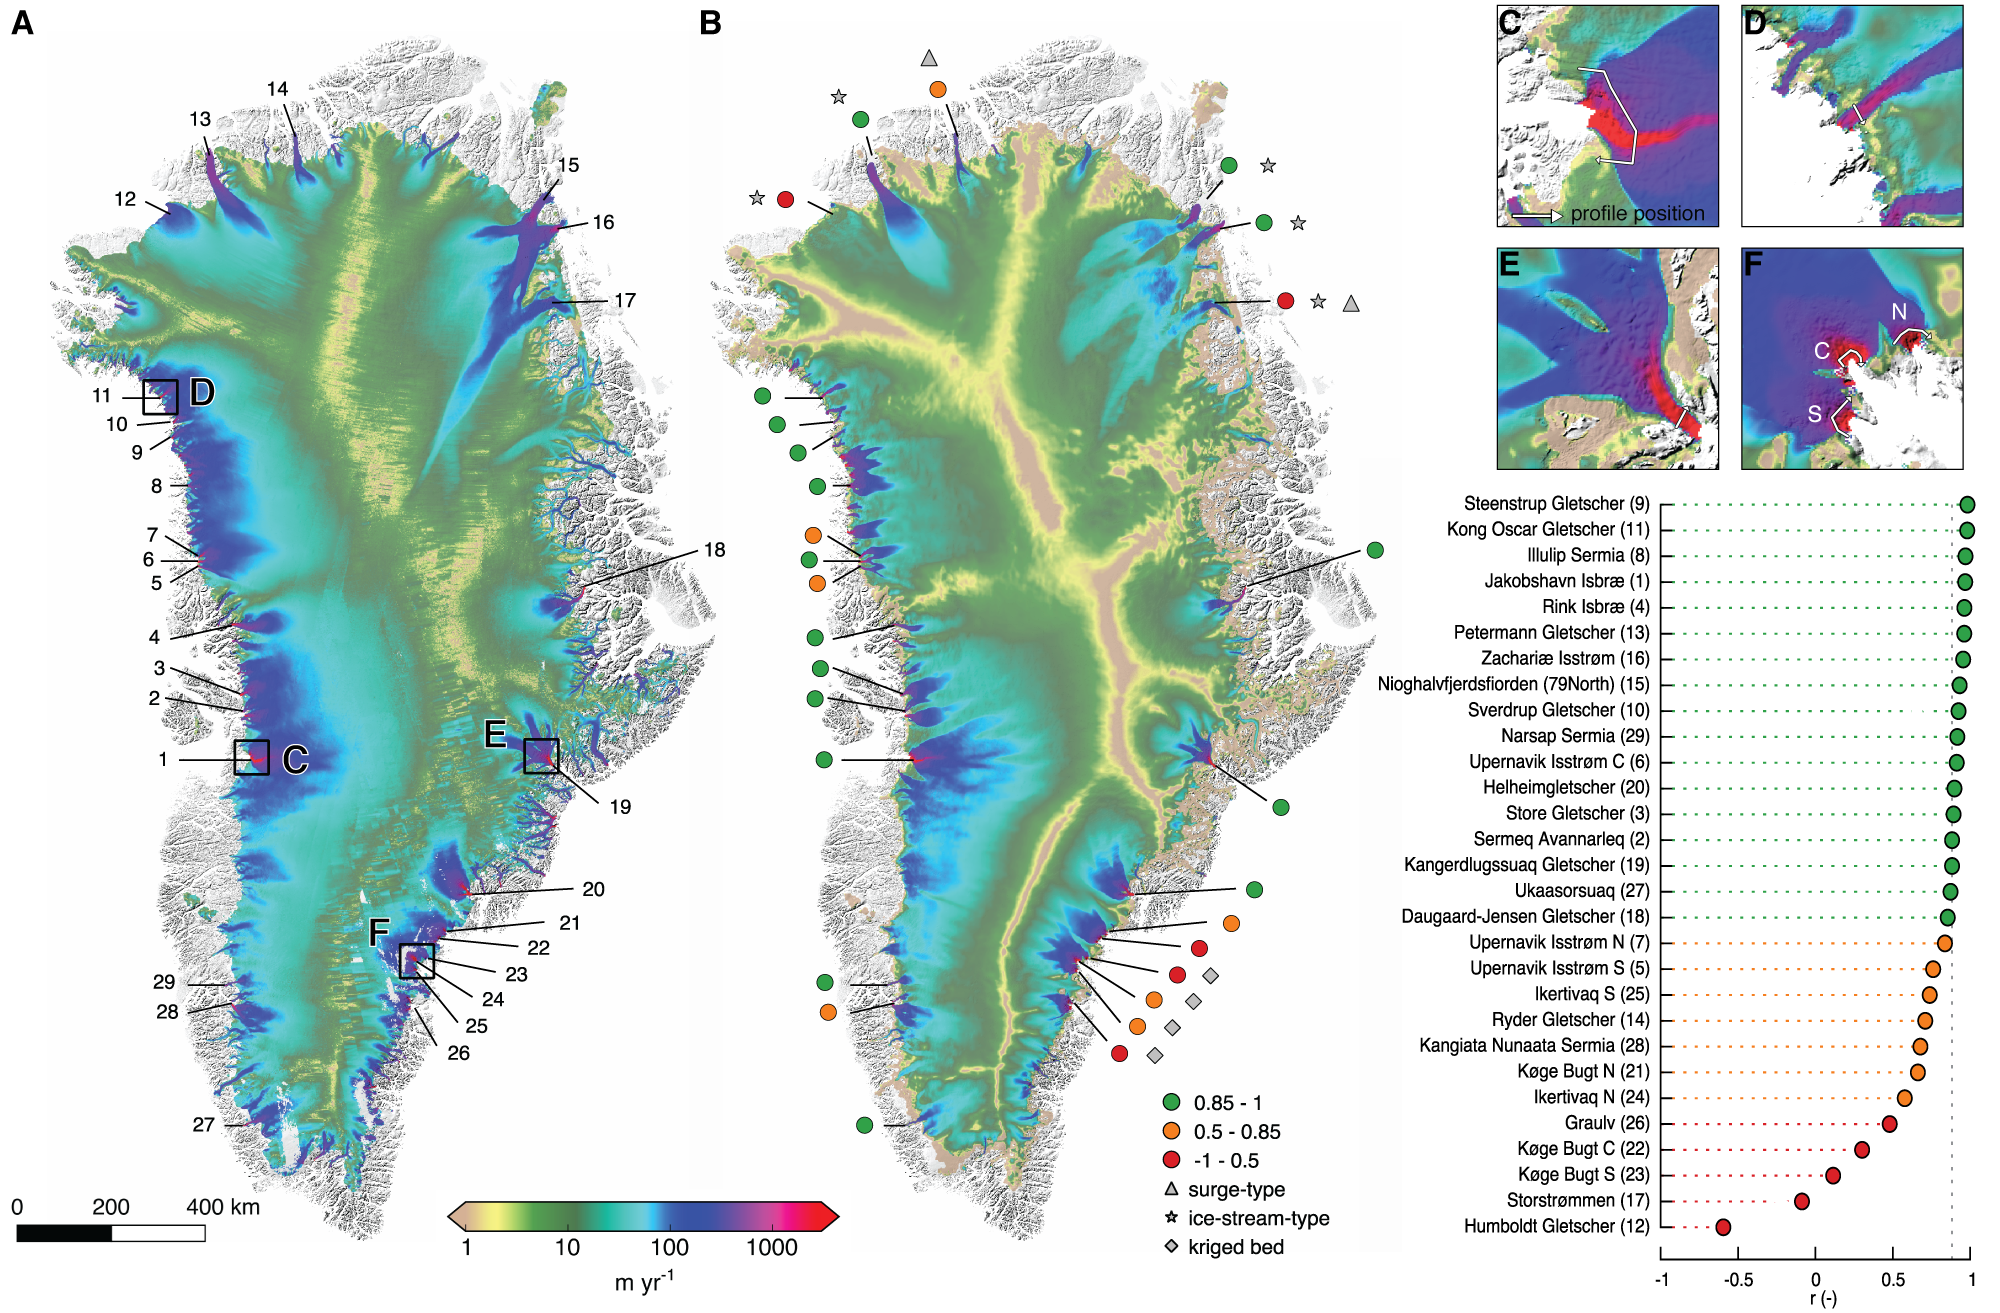 A
B
C
D
14
13
15
12
16
17
profile position
E
F
N
C
S
D
11
10
9
8
7
6
5
18
4
3
2
E
1
C
19
20
F
21
22
23
29
24
28
25
26
27
0 200 400 km
1 10 100 1000
m yr-1
0.85 - 1
0.5 - 0.85
-1 - 0.5
surge-type
ice-stream-type
kriged bed
Steenstrup Gletscher (9)
Kong Oscar Gletscher (11)
Illulip Sermia (8)
Jakobshavn Isbræ (1)
Rink Isbræ (4)
Petermann Gletscher (13)
Zachariæ Isstrøm (16)
Nioghalvfjerdsfiorden (79North) (15)
Sverdrup Gletscher (10)
Narsap Sermia (29)
Upernavik Isstrøm C (6)
Helheimgletscher (20)
Store Gletscher (3)
Sermeq Avannarleq (2)
Kangerdlugssuaq Gletscher (19)
Ukaasorsuaq (27)
Daugaard-Jensen Gletscher (18)
Upernavik Isstrøm N (7)
Upernavik Isstrøm S (5)
Ikertivaq S (25)
Ryder Gletscher (14)
Kangiata Nunaata Sermia (28)
Køge Bugt N (21)
Ikertivaq N (24)
Graulv (26)
Køge Bugt C (22)
Køge Bugt S (23)
Storstrømmen (17)
Humboldt Gletscher (12)
-1 -0.5 0 0.5 1
r (-)